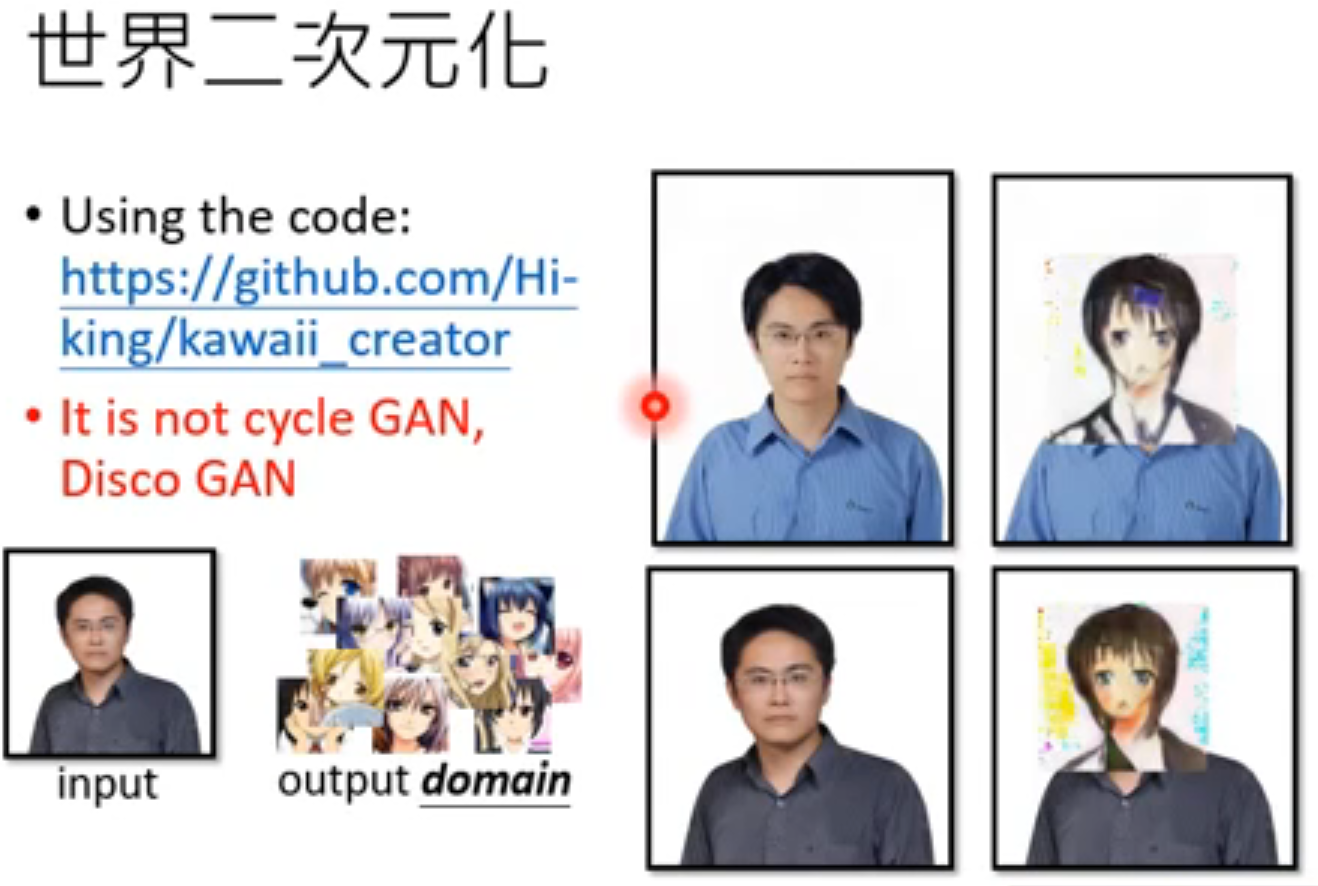 世界二次元化
• Using the code:
https://github.com/Hi-
king/kawaii_creator
• It is not cycle GAN,
Disco GAN
input
output domain